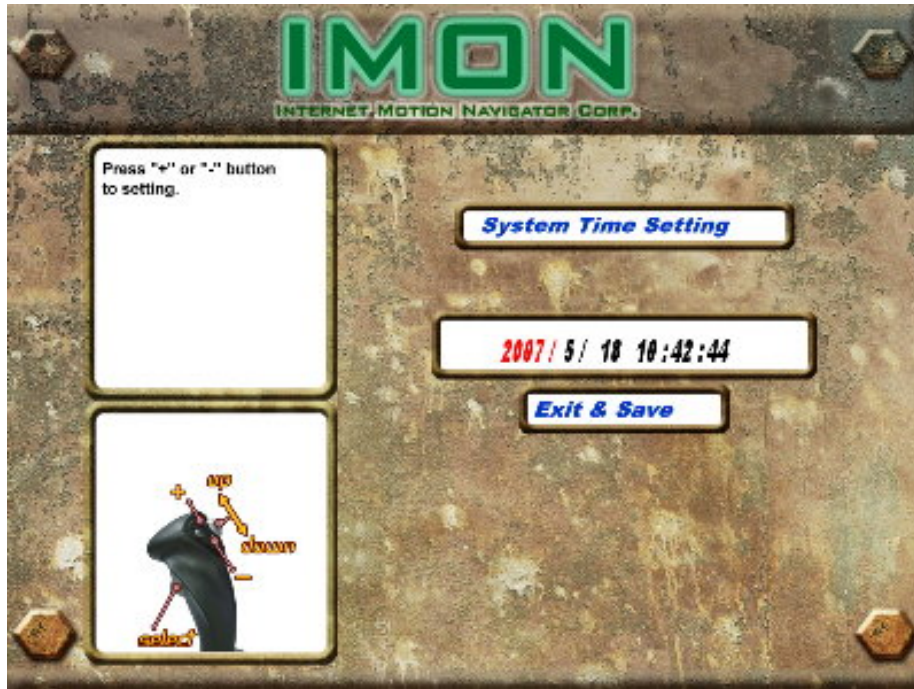 IMON
INTERNET MOTION NAVIGATOR CORP.
Press "+" or "-" button
to setting.
System Time Setting
2007/ 5/ 18 10:42:44
Exit & Save
+
up
down
-
select